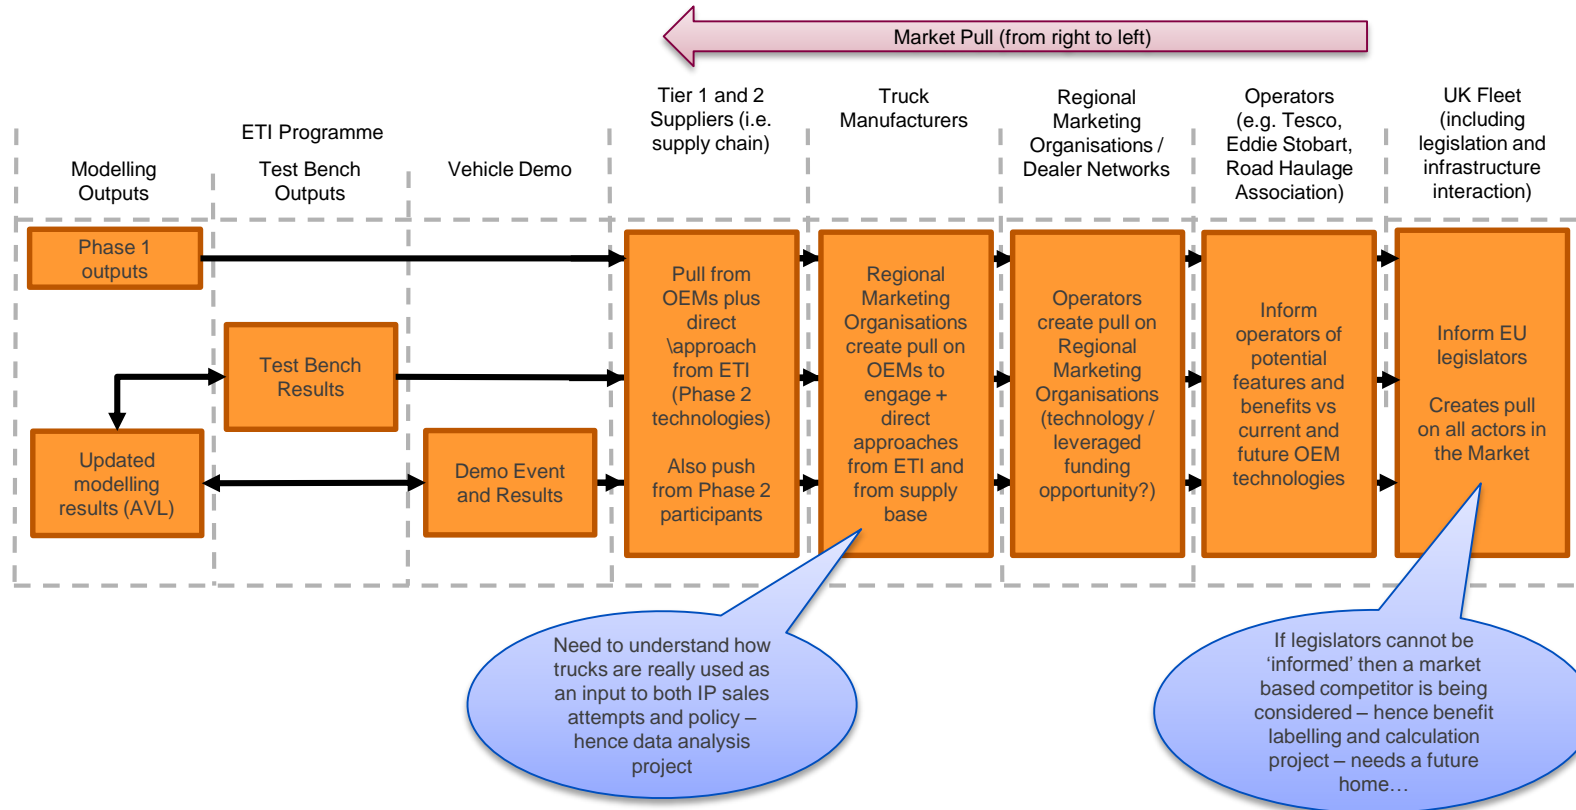 Market Pull (from right to left)
ETI Programme
Modelling
Outputs
Test Bench
Outputs
Vehicle Demo
Tier 1 and 2
Suppliers (i.e.
supply chain)
Truck
Manufacturers
Regional
Marketing
Organisations /
Dealer Networks
Operators
(e.g. Tesco,
Eddie Stobart,
Road Haulage
Association)
UK Fleet
(including
legislation and
infrastructure
interaction)
Phase 1
outputs
Test Bench
Results
Updated
modelling
results (AVL)
Demo Event
and Results
Pull from
OEMs plus
direct
\approach
from ETI
(Phase 2
technologies)
Also push
from Phase 2
participants
Regional
Marketing
Organisations
create pull on
OEMs to
engage +
direct
approaches
from ETI and
from supply
base
Operators
create pull on
Regional
Marketing
Organisations
(technology /
leveraged
funding
opportunity?)
Inform
operators of
potential
features and
benefits vs
current and
future OEM
technologies
Inform EU
legislators
Creates pull
on all actors in
the Market
Need to understand how
trucks are really used as
an input to both IP sales
attempts and policy –
hence data analysis
project
If legislators cannot be
‘informed’ then a market
based competitor is being
considered – hence benefit
labelling and calculation
project – needs a future
home…